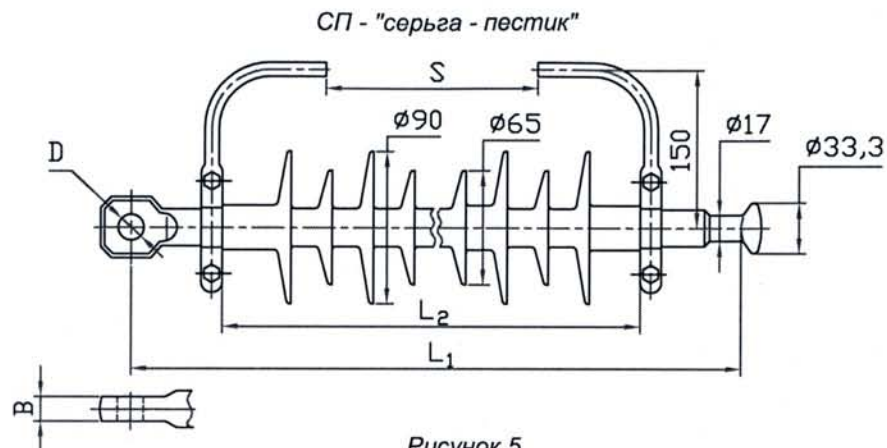 СП - "серьга - пестик"
S
ø90
ø65
150
ø17
ø33,3
D
L2
L1
B
Рисунок 5